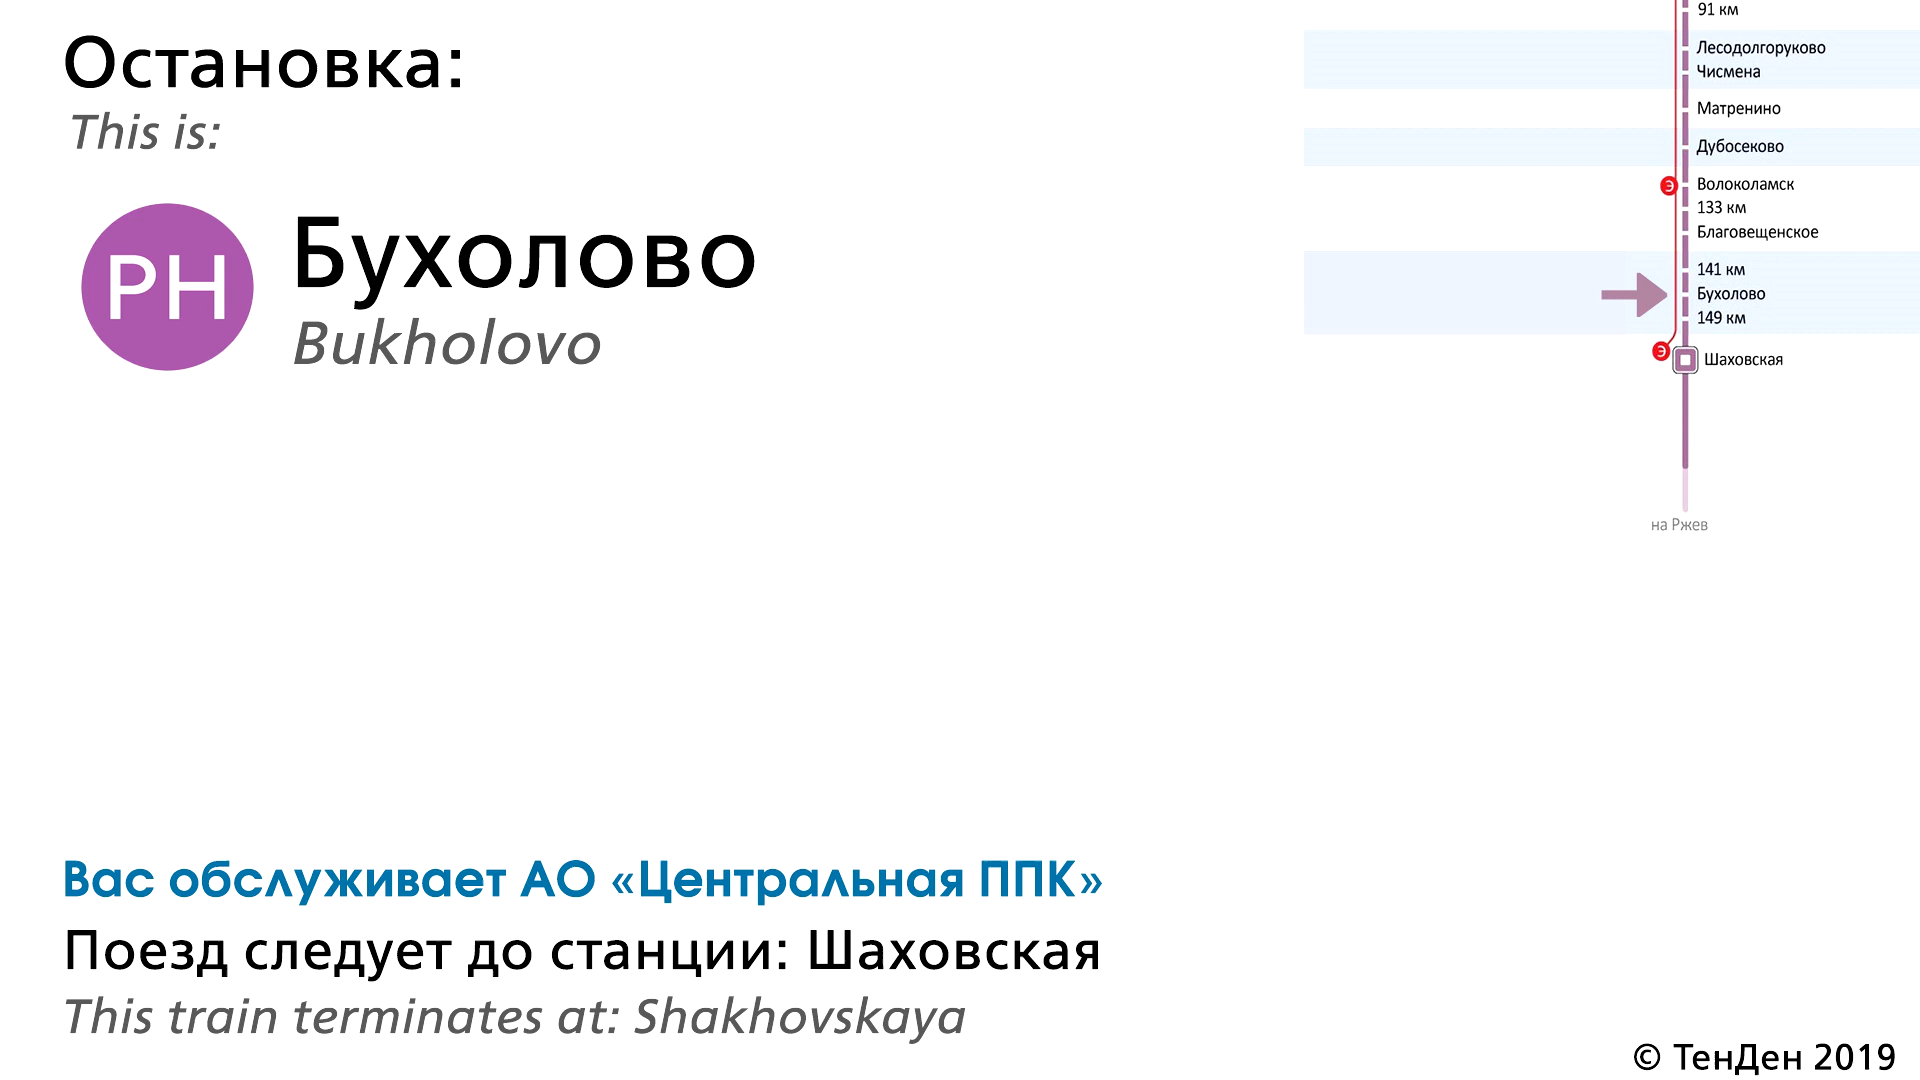 Остановка:
This is:
РН
Бухолово
Bukholovo
91 км
Лесодолгоруково
Чисмена
Матренино
Дубосеково
Э
Волоколамск
133 км
Благовещенское
141 км
Бухолово
149 км
Э
Шаховская
на Ржев
Вас обслуживает АО «Центральная ППК»
Поезд следует до станции: Шаховская
This train terminates at: Shakhovskaya
© ТенДен 2019